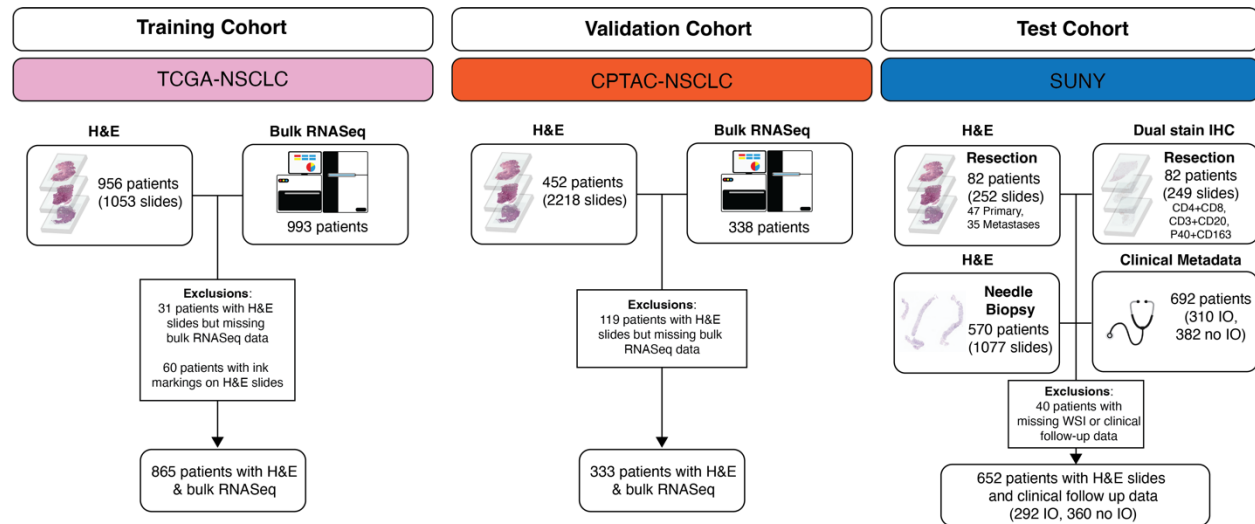 Training Cohort
TCGA-NSCLC
H&E
956 patients
(1053 slides)
Bulk RNASeq
993 patients
Exclusions:
31 patients with H&E
slides but missing
bulk RNASeq data
60 patients with ink
markings on H&E slides
865 patients with H&E
& bulk RNASeq
Validation Cohort
CPTAC-NSCLC
H&E
452 patients
(2218 slides)
Bulk RNASeq
338 patients
Exclusions:
119 patients with H&E
slides but missing bulk
RNASeq data
333 patients with H&E
& bulk RNASeq
Test Cohort
SUNY
H&E
Resection
82 patients
(252 slides)
47 Primary,
35 Metastases
Dual stain IHC
Resection
82 patients
(249 slides)
CD4+CD8,
CD3+CD20,
P40+CD163
H&E
Needle
Biopsy
570 patients
(1077 slides)
Clinical Metadata
692 patients
(310 IO,
382 no IO)
Exclusions:
40 patients with
missing WSI or clinical
follow-up data
652 patients with H&E slides
and clinical follow up data
(292 IO, 360 no IO)